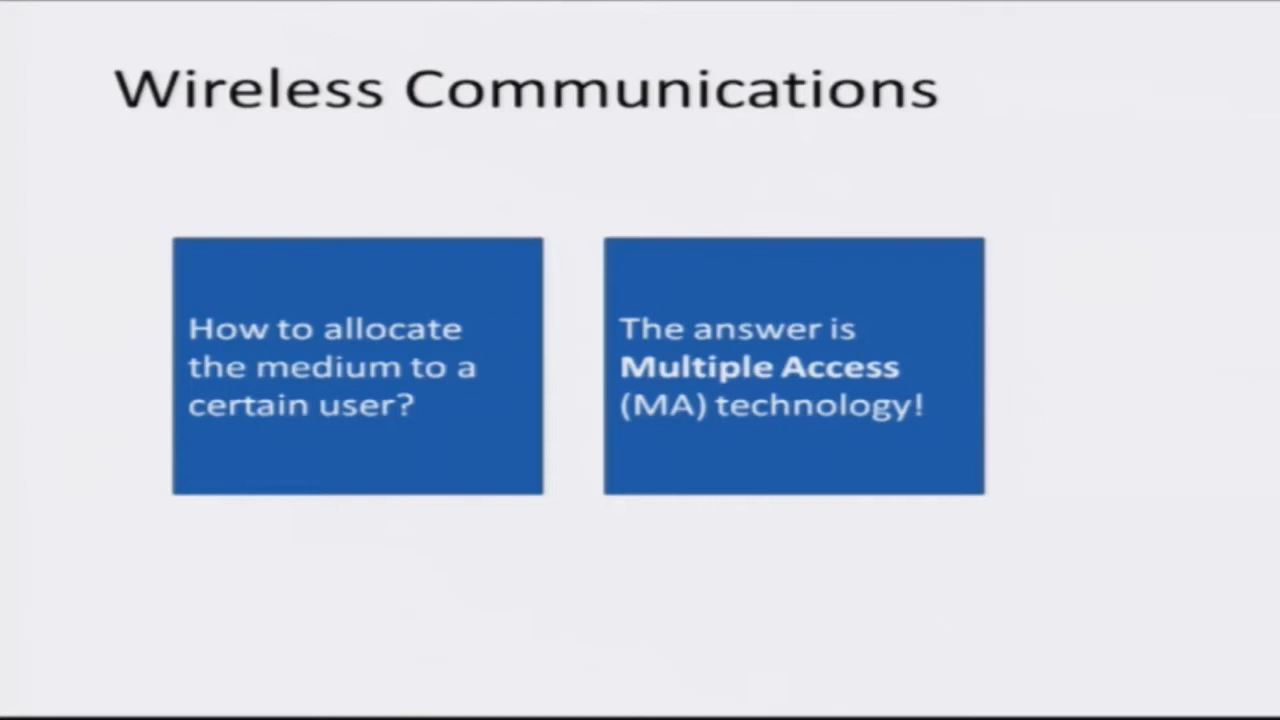 Wireless Communications
How to allocate
the medium to a
certain user?
The answer is
Multiple Access
(MA) technology!